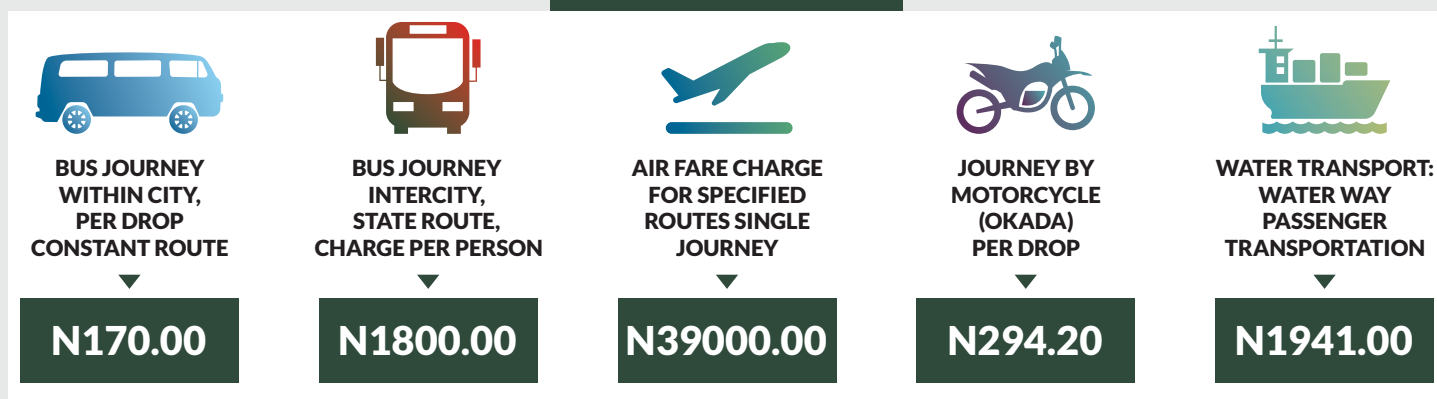 BUS JOURNEY
WITHIN CITY,
PER DROP
CONSTANT ROUTE
N170.00
BUS JOURNEY
INTERCITY,
STATE ROUTE,
CHARGE PER PERSON
N1800.00
AIR FARE CHARGE
FOR SPECIFIED
ROUTES SINGLE
JOURNEY
N39000.00
JOURNEY BY
MOTORCYCLE
(OKADA)
PER DROP
N294.20
WATER TRANSPORT:
WATER WAY
PASSENGER
TRANSPORTATION
N1941.00